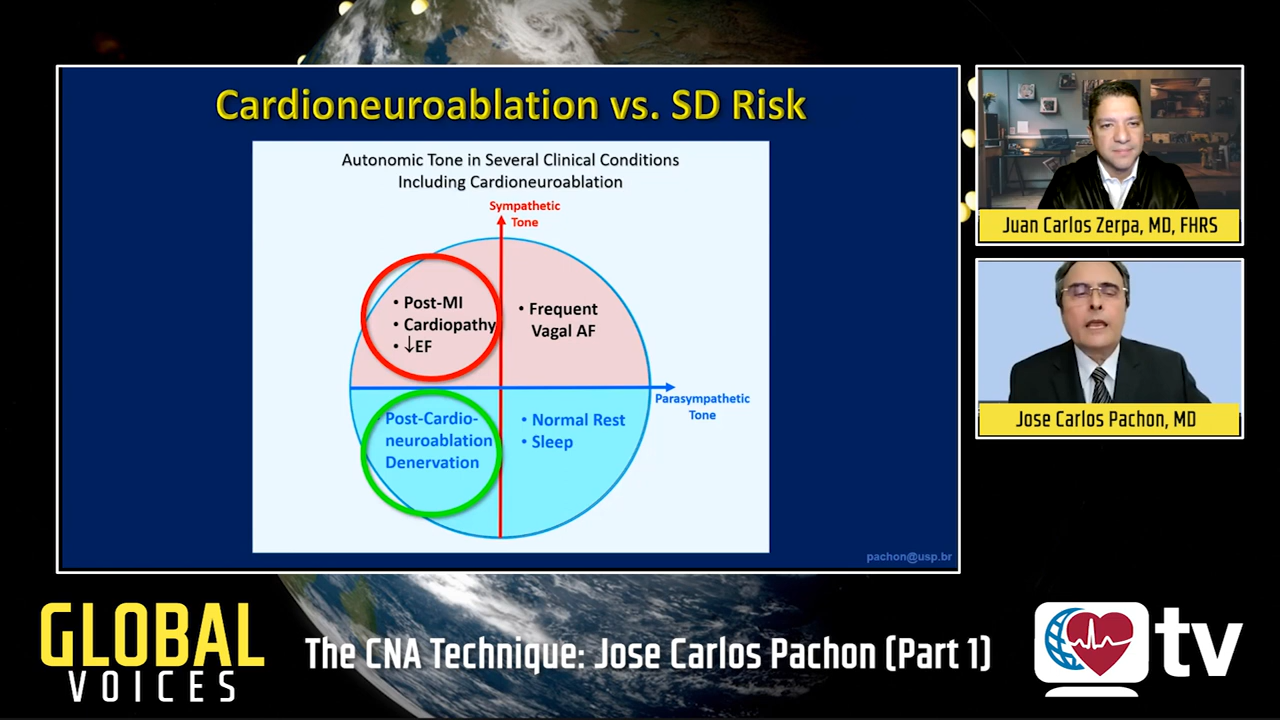 Cardioneuroablation vs. SD Risk
Autonomic Tone in Several Clinical Conditions
Including Cardioneuroablation
Sympathetic
Tone
• Post-MI
• Cardiopathy
• ↓EF
• Frequent
Vagal AF
Parasympathetic
Tone
Post-Cardio-
neuroablation
Denervation
• Normal Rest
• Sleep
pachon@usp.br
Juan Carlos Zerpa, MD, FHRS
Jose Carlos Pachon, MD
GLOBAL
VOICES
The CNA Technique: Jose Carlos Pachon (Part 1)
tv